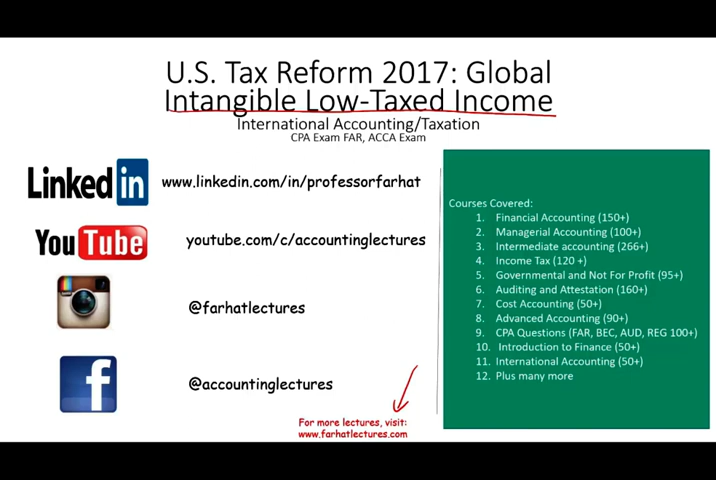 U.S. Tax Reform 2017: Global
Intangible Low-Taxed Income
International Accounting/Taxation
CPA Exam FAR, ACCA Exam
Linked in
www.linkedin.com/in/professorfarhat
You Tube
youtube.com/c/accountinglectures
@farhatlectures
f
@accountinglectures
For more lectures, visit:
www.farhatlectures.com
Courses Covered:
1. Financial Accounting (150+)
2. Managerial Accounting (100+)
3. Intermediate accounting (266+)
4. Income Tax (120 +)
5. Governmental and Not For Profit (95+)
6. Auditing and Attestation (160+)
7. Cost Accounting (50+)
8. Advanced Accounting (90+)
9. CPA Questions (FAR, BEC, AUD, REG 100+)
10. Introduction to Finance (50+)
11. International Accounting (50+)
12. Plus many more